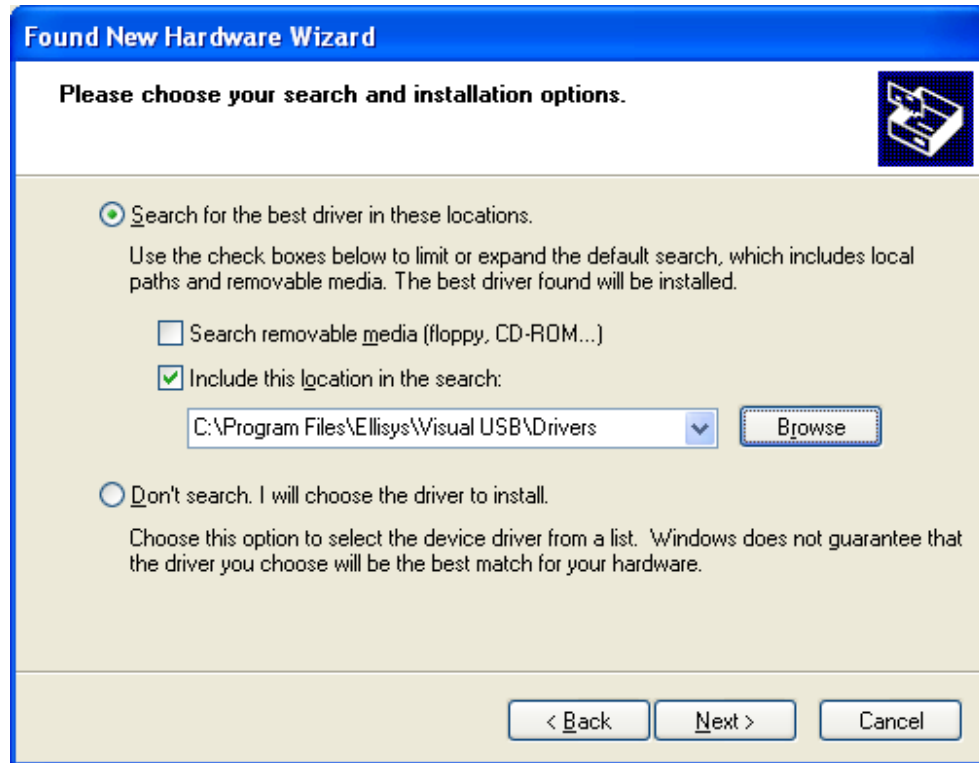 Found New Hardware Wizard
Please choose your search and installation options.
Search for the best driver in these locations.
Use the check boxes below to limit or expand the default search, which includes local
paths and removable media. The best driver found will be installed.
Search removable media (floppy, CD-ROM...)
Include this location in the search:
C:\Program Files\Ellisys\Visual USB\Drivers
Browse
Don't search. I will choose the driver to install.
Choose this option to select the device driver from a list.  Windows does not guarantee that
the driver you choose will be the best match for your hardware.
< Back
Next >
Cancel